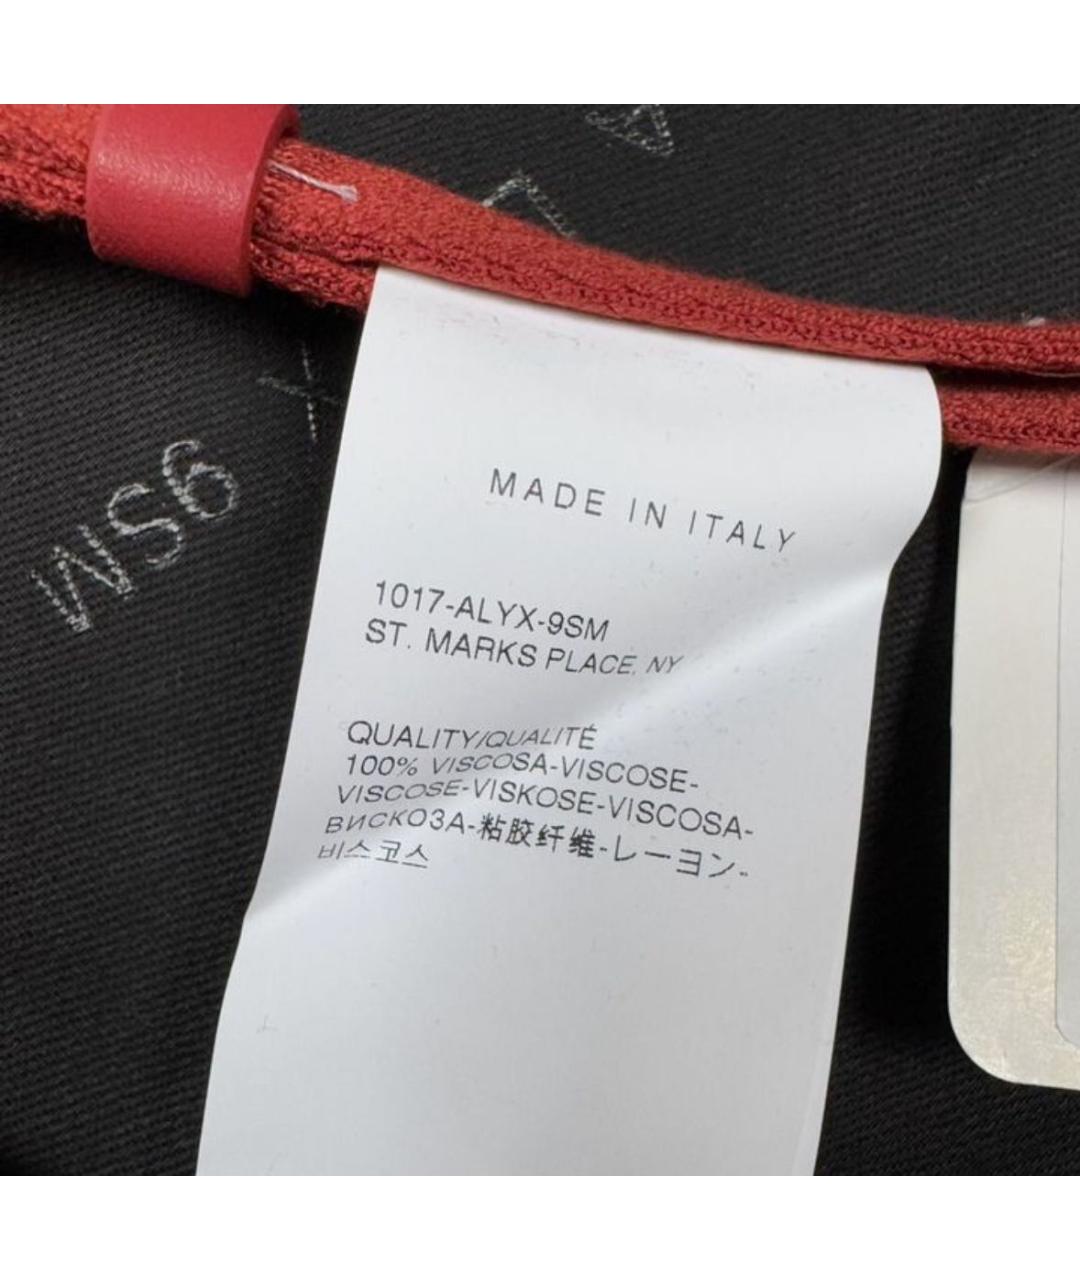 MADE IN ITALY
1017-ALYX-9SM
ST. MARKS PLACE, NY
QUALITY/QUALITÉ
100% VISCOSA-VISCOSE-
VISCOSE-VISKOSE-VISCOSA-
ВИСКОЗА-粘胶纤维-レーヨン-
비스코스
A
L
X
9SM